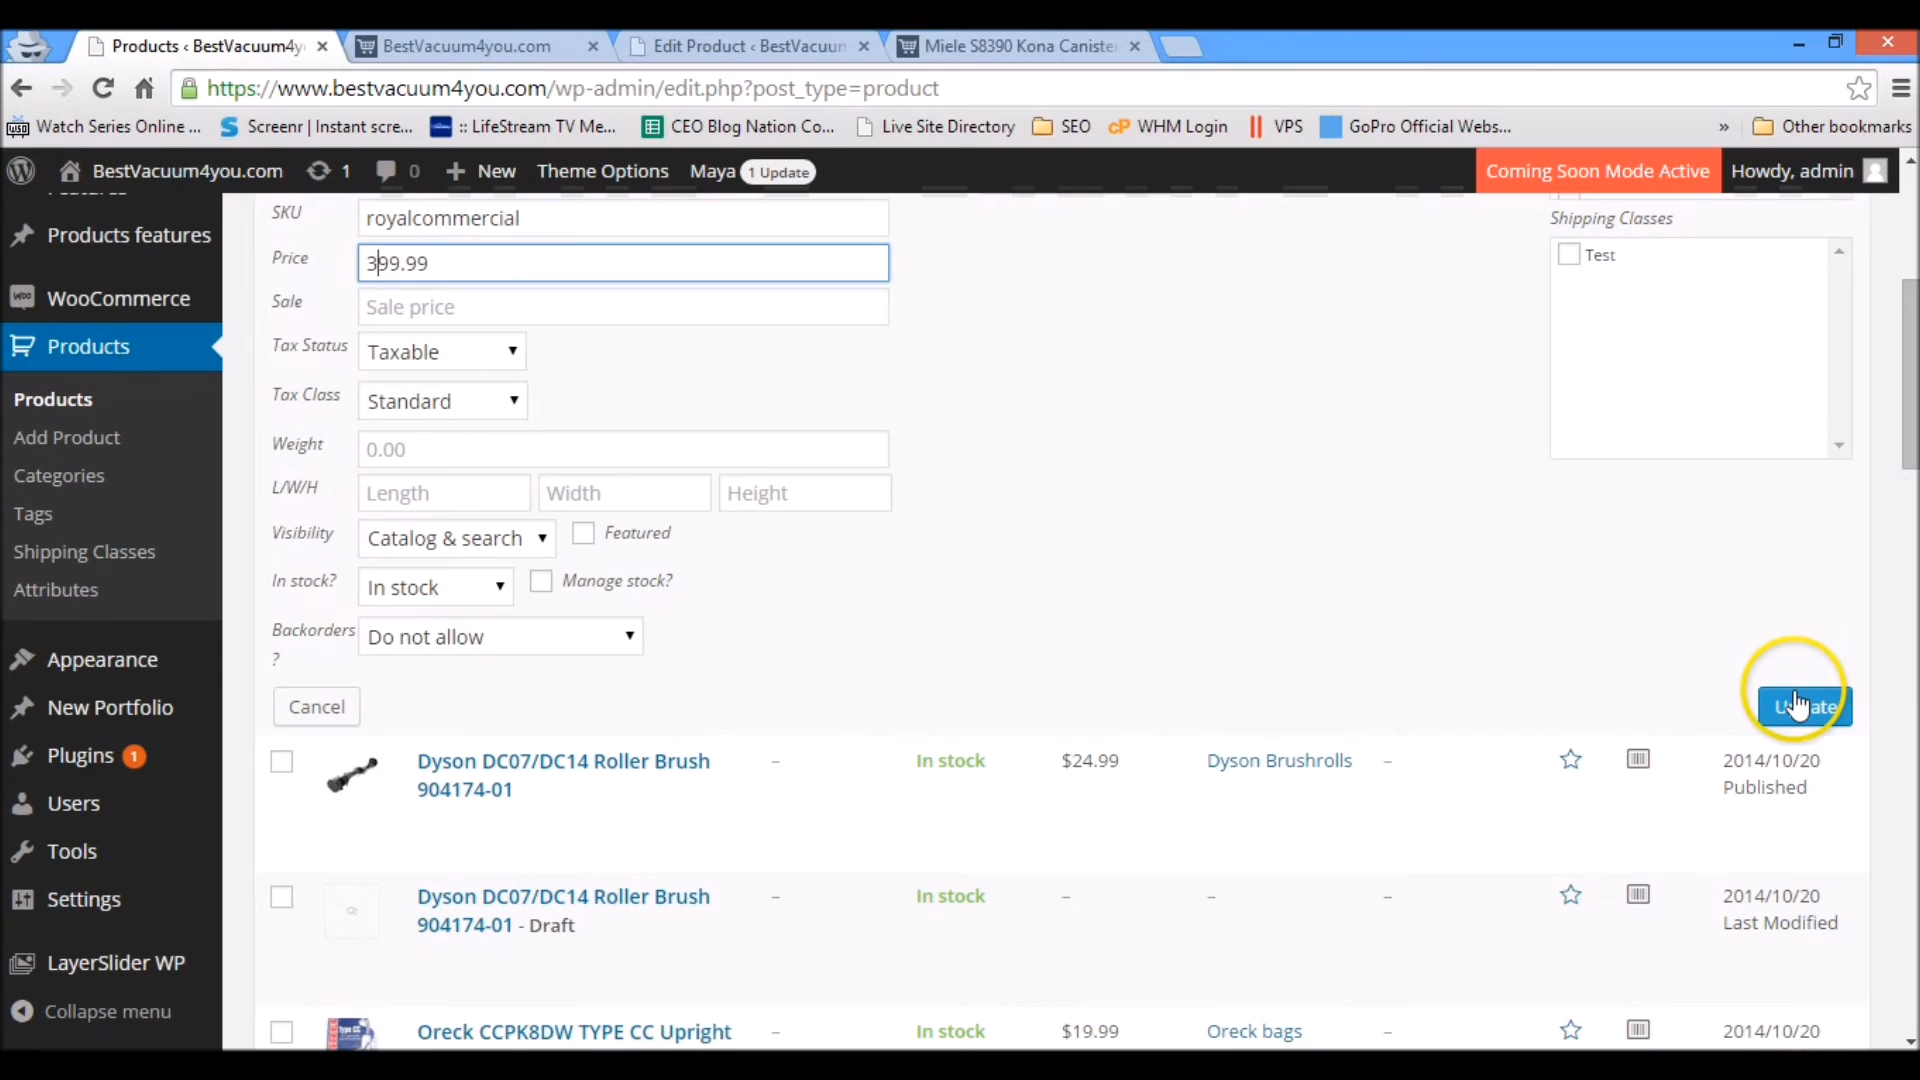 Products ‹ BestVacuum4y
BestVacuum4you.com
Edit Product ‹ BestVacuum
Miele S8390 Kona Caniste
https://www.bestvacuum4you.com/wp-admin/edit.php?post_type=product
Watch Series Online ...
Screenr | Instant scre...
:: LifeStream TV Me...
CEO Blog Nation Co...
Live Site Directory
SEO
WHM Login
VPS
GoPro Official Webs...
»
Other bookmarks
BestVacuum4you.com
1
0
New
Theme Options
Maya 1 Update
Coming Soon Mode Active
Howdy, admin
Products features
WooCommerce
Products
Products
Add Product
Categories
Tags
Shipping Classes
Attributes
Appearance
New Portfolio
Plugins 1
Users
Tools
Settings
LayerSlider WP
Collapse menu
SKU
royalcommercial
Price
399.99
Sale
Sale price
Tax Status
Taxable
Tax Class
Standard
Weight
0.00
L/W/H
Length
Width
Height
Visibility
Catalog & search
Featured
In stock?
In stock
Manage stock?
Backorders
?
Do not allow
Shipping Classes
Test
Cancel
Dyson DC07/DC14 Roller Brush
904174-01
–
In stock
$24.99
Dyson Brushrolls
–
2014/10/20
Published
Dyson DC07/DC14 Roller Brush
904174-01 - Draft
–
In stock
–
–
–
2014/10/20
Last Modified
Oreck CCPK8DW TYPE CC Upright
–
In stock
$19.99
Oreck bags
–
2014/10/20